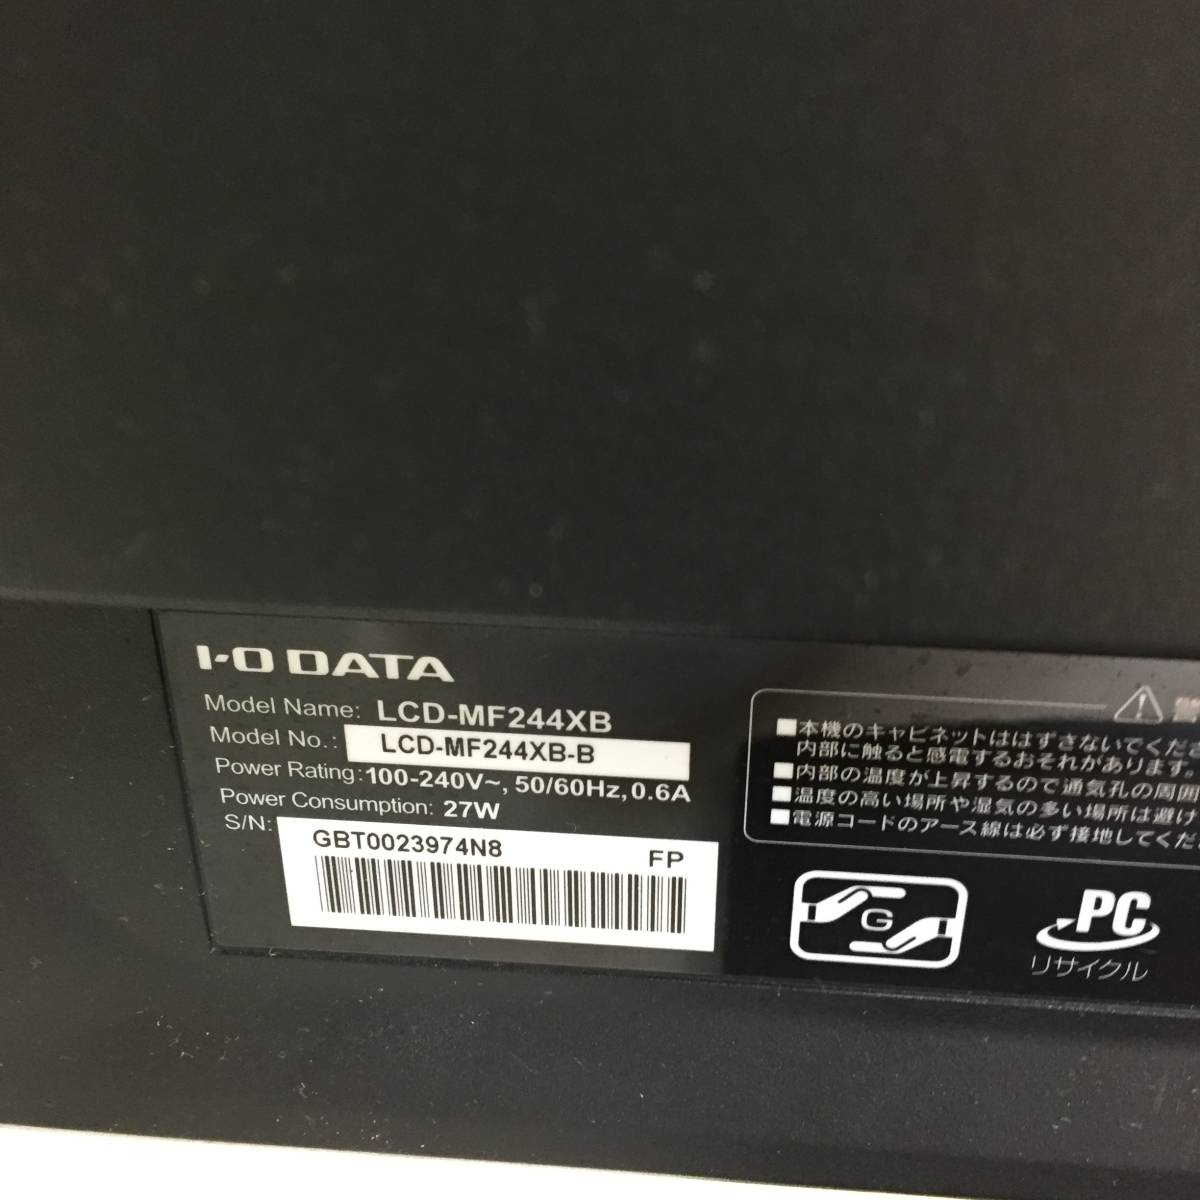 I-O DATA
Model Name: LCD-MF244XB
Model No.: LCD-MF244XB-B
Power Rating: 100-240V~, 50/60Hz, 0.6A
Power Consumption: 27W
S/N: GBT0023974N8 FP
■本機のキャビネットははずさないでくださ
内部に触ると感電するおそれがあります。
■内部の温度が上昇するので通気孔の周囲
■温度の高い場所や湿気の多い場所は避け
■電源コードのアース線は必ず接地してくだ
G
PC
リサイクル